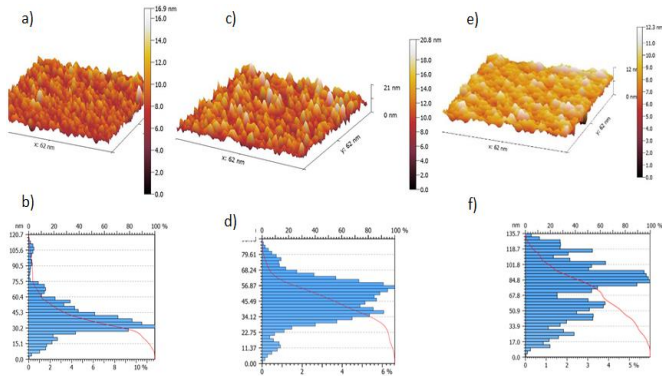 a)
16.9 nm
14.0
12.0
10.0
8.0
6.0
4.0
2.0
0.0
x: 62 nm
c)
20.8 nm
18.0
16.0
14.0
12.0
10.0
8.0
6.0
4.0
2.0
0.0
21 nm
0 nm
x: 62 nm
y: 62 nm
e)
12.3 nm
11.0
10.0
9.0
8.0
7.0
6.0
5.0
4.0
3.0
2.0
1.0
0.0
12 nm
0 nm
x: 62 nm
y: 62 nm
b)
nm 0 20 40 60 80 100 %
120.7
105.6
90.5
75.5
60.4
45.3
30.2
15.1
0.0
0 2 4 6 8 10 %
d)
nm 0 20 40 60 80 100 %
79.61
68.24
56.87
45.49
34.12
22.75
11.37
0.00
0 2 4 6 %
f)
nm 0 20 40 60 80 100 %
135.7
118.7
101.8
84.8
67.8
50.9
33.9
17.0
0.0
0 1 2 3 4 5 %